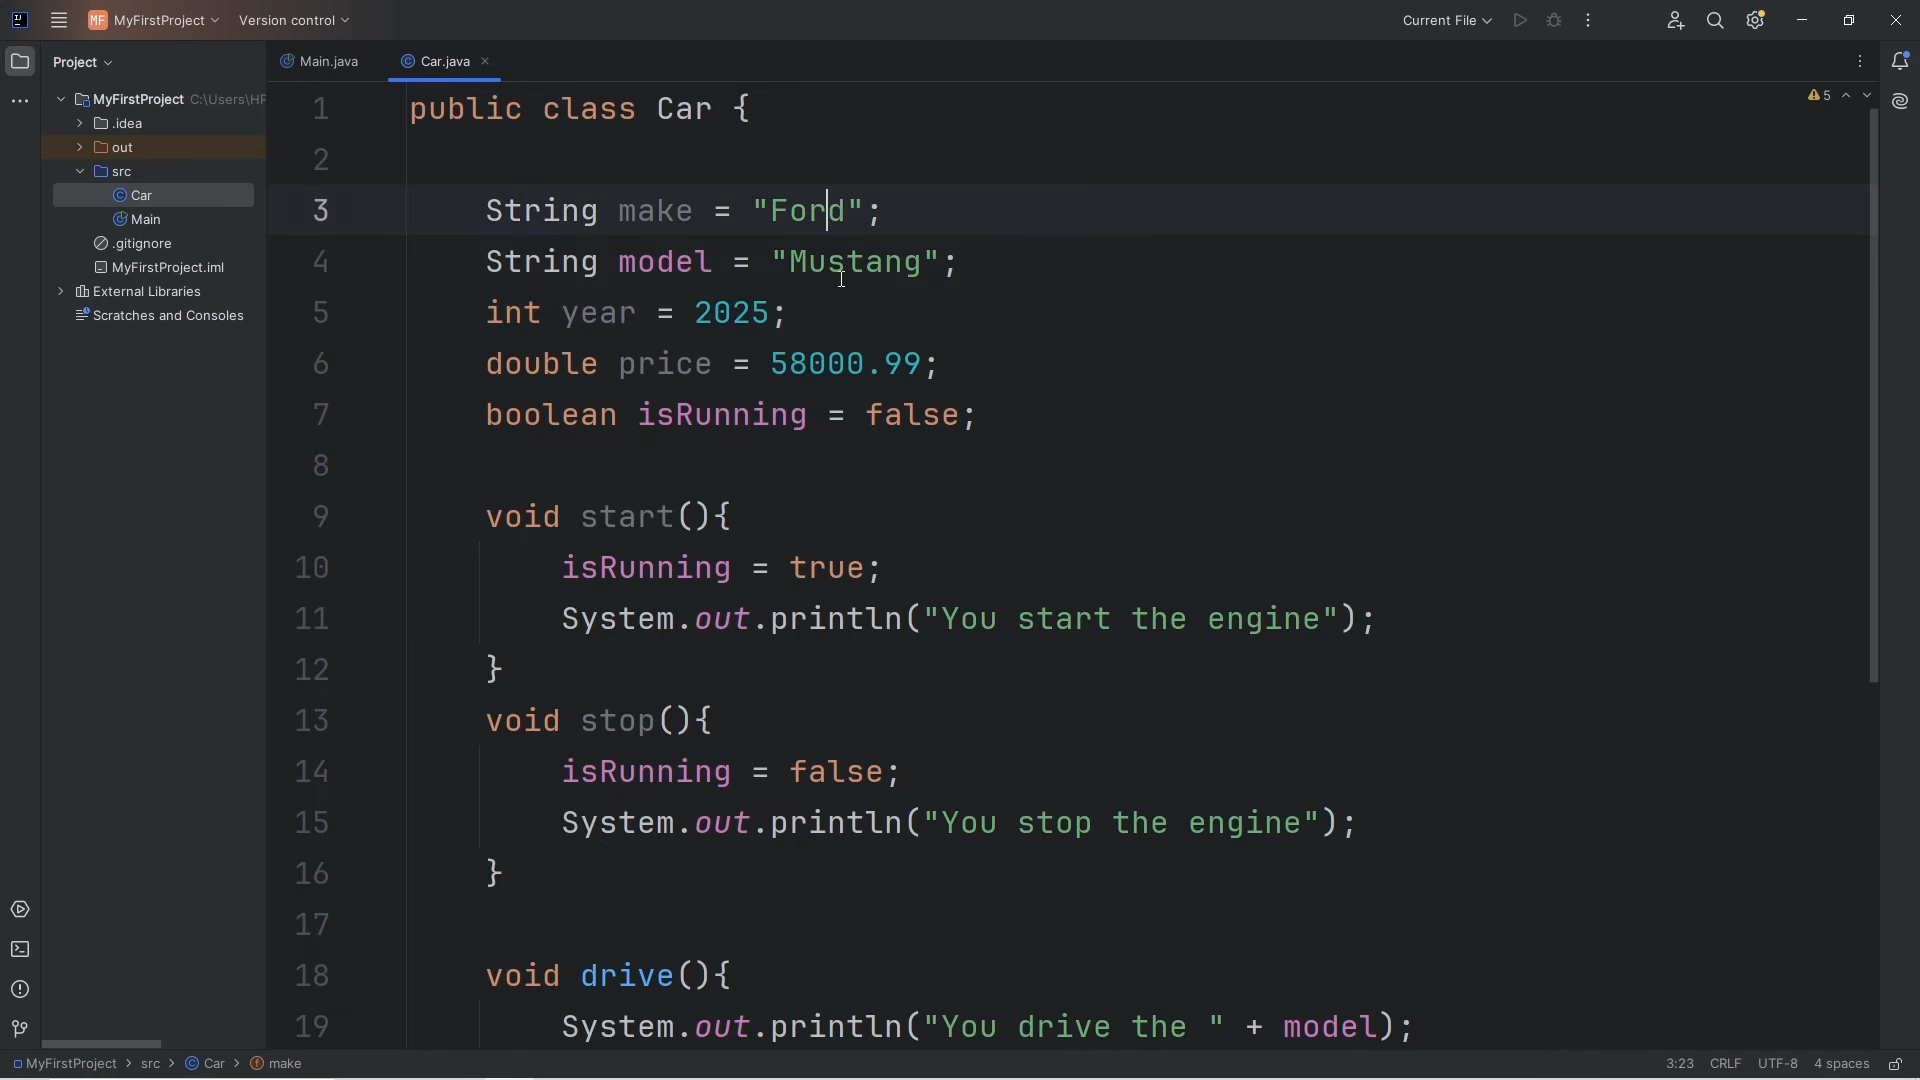 MF MyFirstProject Version control Current File
Project
Main.java Car.java
5
MyFirstProject C:\Users\HP
.idea
out
src
Car
Main
.gitignore
MyFirstProject.iml
External Libraries
Scratches and Consoles
1 public class Car {
2
3 String make = "Ford";
4 String model = "Mustang";
5 int year = 2025;
6 double price = 58000.99;
7 boolean isRunning = false;
8
9 void start(){
10 isRunning = true;
11 System.out.println("You start the engine");
12 }
13 void stop(){
14 isRunning = false;
15 System.out.println("You stop the engine");
16 }
17
18 void drive(){
19 System.out.println("You drive the " + model);
MyFirstProject > src > Car > make 3:23 CRLF UTF-8 4 spaces